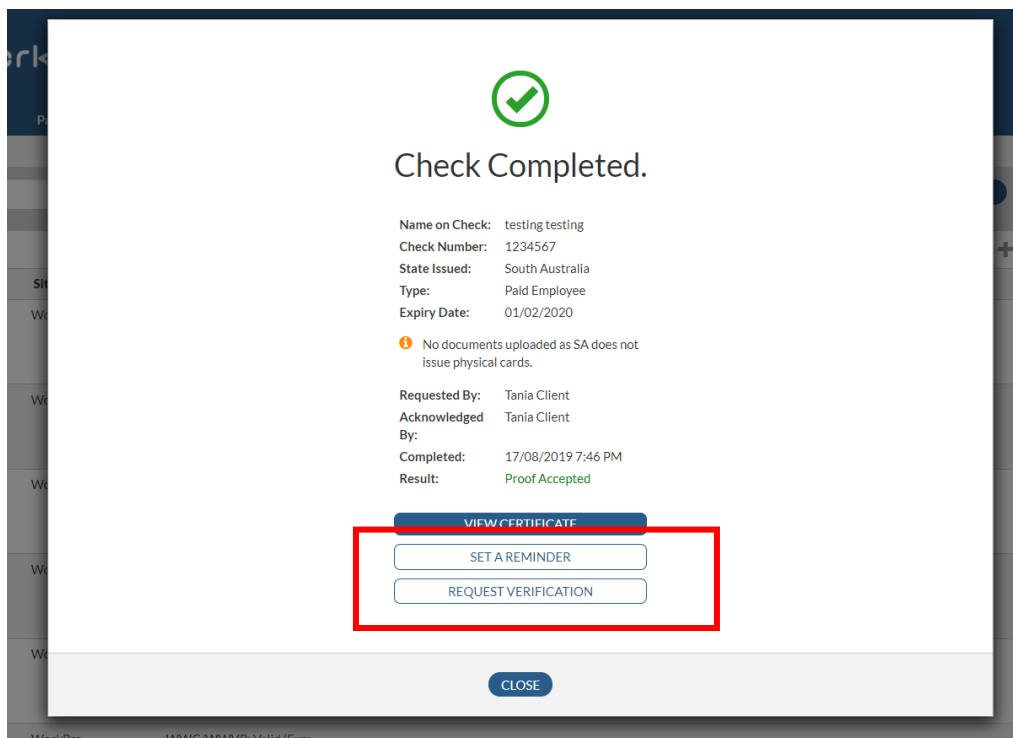 Check Completed.
Name on Check: testing testing
Check Number: 1234567
State Issued: South Australia
Type: Paid Employee
Expiry Date: 01/02/2020
No documents uploaded as SA does not
issue physical cards.
Requested By: Tania Client
Acknowledged Tania Client
By:
Completed: 17/08/2019 7:46 PM
Result: Proof Accepted
VIEW CERTIFICATE
SET A REMINDER
REQUEST VERIFICATION
CLOSE